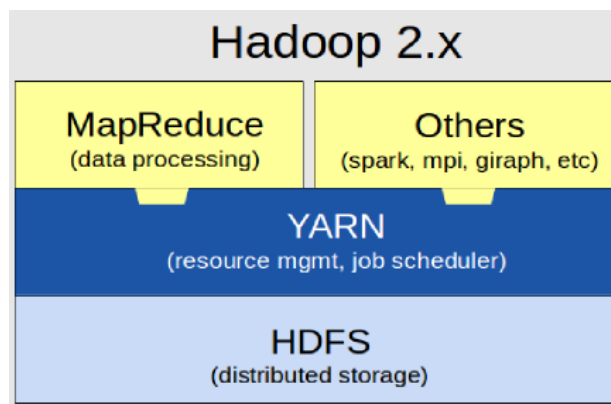 Hadoop 2.x
MapReduce
(data processing)
Others
(spark, mpi, giraph, etc)
YARN
(resource mgmt, job scheduler)
HDFS
(distributed storage)